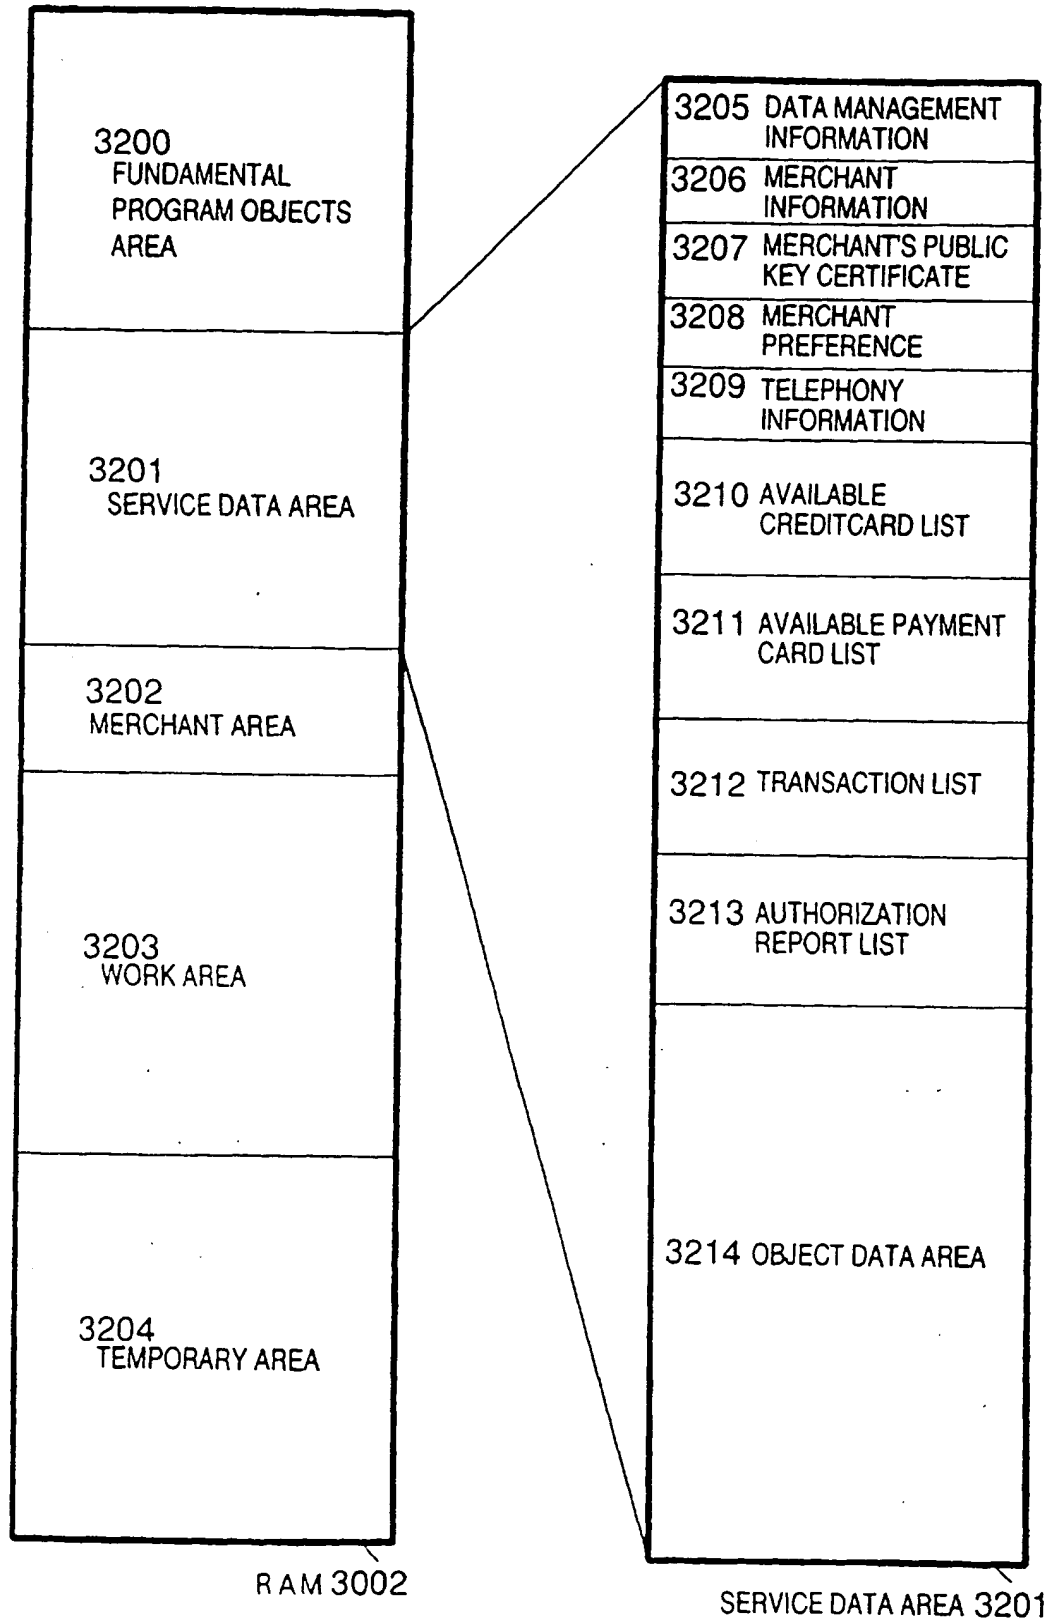 3200
FUNDAMENTAL
PROGRAM OBJECTS
AREA
3201
SERVICE DATA AREA
3202
MERCHANT AREA
3203
WORK AREA
3204
TEMPORARY AREA
RAM 3002
3205 DATA MANAGEMENT
INFORMATION
3206 MERCHANT
INFORMATION
3207 MERCHANT'S PUBLIC
KEY CERTIFICATE
3208 MERCHANT
PREFERENCE
3209 TELEPHONY
INFORMATION
3210 AVAILABLE
CREDITCARD LIST
3211 AVAILABLE PAYMENT
CARD LIST
3212 TRANSACTION LIST
3213 AUTHORIZATION
REPORT LIST
3214 OBJECT DATA AREA
SERVICE DATA AREA 3201